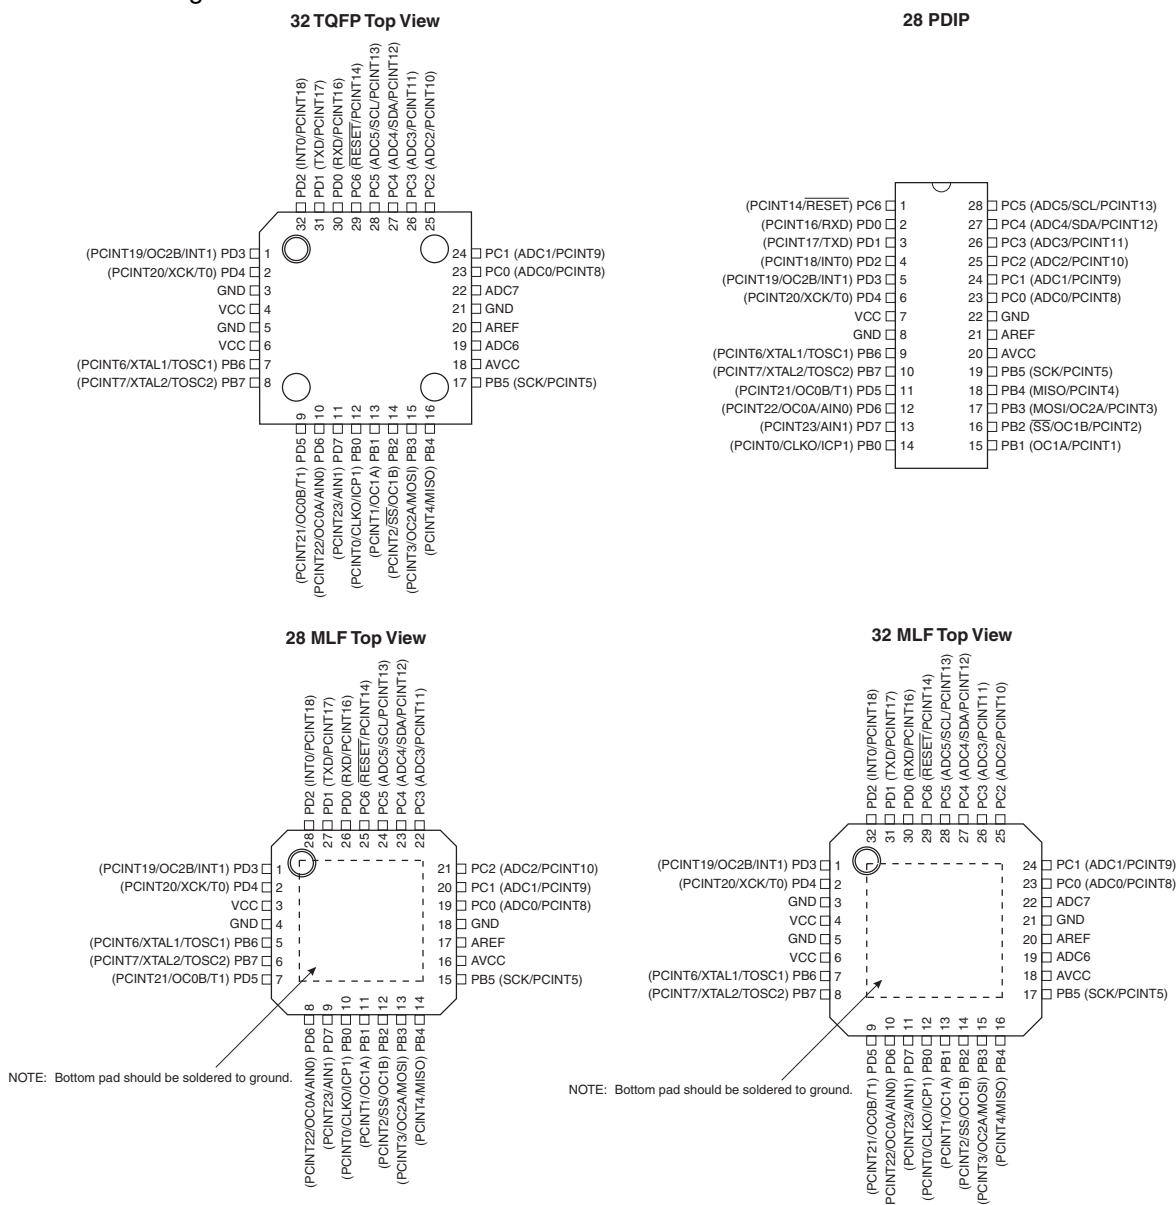 32 TQFP Top View
PD2 (INT0/PCINT18)
PD1 (TXD/PCINT17)
PD0 (RXD/PCINT16)
PC6 (RESET/PCINT14)
PC5 (ADC5/SCL/PCINT13)
PC4 (ADC4/SDA/PCINT12)
PC3 (ADC3/PCINT11)
PC2 (ADC2/PCINT10)
32 31 30 29 28 27 26 25
(PCINT19/OC2B/INT1) PD3 1
(PCINT20/XCK/T0) PD4 2
GND 3
VCC 4
GND 5
VCC 6
(PCINT6/XTAL1/TOSC1) PB6 7
(PCINT7/XTAL2/TOSC2) PB7 8
24 PC1 (ADC1/PCINT9)
23 PC0 (ADC0/PCINT8)
22 ADC7
21 GND
20 AREF
19 ADC6
18 AVCC
17 PB5 (SCK/PCINT5)
9 10 11 12 13 14 15 16
(PCINT21/OC0B/T1) PD5
(PCINT22/OC0A/AIN0) PD6
(PCINT23/AIN1) PD7
(PCINT0/CLKO/ICP1) PB0
(PCINT1/OC1A) PB1
(PCINT2/SS/OC1B) PB2
(PCINT3/OC2A/MOSI) PB3
(PCINT4/MISO) PB4
28 PDIP
(PCINT14/RESET) PC6 1
(PCINT16/RXD) PD0 2
(PCINT17/TXD) PD1 3
(PCINT18/INT0) PD2 4
(PCINT19/OC2B/INT1) PD3 5
(PCINT20/XCK/T0) PD4 6
VCC 7
GND 8
(PCINT6/XTAL1/TOSC1) PB6 9
(PCINT7/XTAL2/TOSC2) PB7 10
(PCINT21/OC0B/T1) PD5 11
(PCINT22/OC0A/AIN0) PD6 12
(PCINT23/AIN1) PD7 13
(PCINT0/CLKO/ICP1) PB0 14
28 PC5 (ADC5/SCL/PCINT13)
27 PC4 (ADC4/SDA/PCINT12)
26 PC3 (ADC3/PCINT11)
25 PC2 (ADC2/PCINT10)
24 PC1 (ADC1/PCINT9)
23 PC0 (ADC0/PCINT8)
22 GND
21 AREF
20 AVCC
19 PB5 (SCK/PCINT5)
18 PB4 (MISO/PCINT4)
17 PB3 (MOSI/OC2A/PCINT3)
16 PB2 (SS/OC1B/PCINT2)
15 PB1 (OC1A/PCINT1)
28 MLF Top View
PD2 (INT0/PCINT18)
PD1 (TXD/PCINT17)
PD0 (RXD/PCINT16)
PC6 (RESET/PCINT14)
PC5 (ADC5/SCL/PCINT13)
PC4 (ADC4/SDA/PCINT12)
PC3 (ADC3/PCINT11)
28 27 26 25 24 23 22
(PCINT19/OC2B/INT1) PD3 1
(PCINT20/XCK/T0) PD4 2
VCC 3
GND 4
(PCINT6/XTAL1/TOSC1) PB6 5
(PCINT7/XTAL2/TOSC2) PB7 6
(PCINT21/OC0B/T1) PD5 7
21 PC2 (ADC2/PCINT10)
20 PC1 (ADC1/PCINT9)
19 PC0 (ADC0/PCINT8)
18 GND
17 AREF
16 AVCC
15 PB5 (SCK/PCINT5)
8 9 10 11 12 13 14
(PCINT22/OC0A/AIN0) PD6
(PCINT23/AIN1) PD7
(PCINT0/CLKO/ICP1) PB0
(PCINT1/OC1A) PB1
(PCINT2/SS/OC1B) PB2
(PCINT3/OC2A/MOSI) PB3
(PCINT4/MISO) PB4
NOTE: Bottom pad should be soldered to ground.
32 MLF Top View
PD2 (INT0/PCINT18)
PD1 (TXD/PCINT17)
PD0 (RXD/PCINT16)
PC6 (RESET/PCINT14)
PC5 (ADC5/SCL/PCINT13)
PC4 (ADC4/SDA/PCINT12)
PC3 (ADC3/PCINT11)
PC2 (ADC2/PCINT10)
32 31 30 29 28 27 26 25
(PCINT19/OC2B/INT1) PD3 1
(PCINT20/XCK/T0) PD4 2
GND 3
VCC 4
GND 5
VCC 6
(PCINT6/XTAL1/TOSC1) PB6 7
(PCINT7/XTAL2/TOSC2) PB7 8
24 PC1 (ADC1/PCINT9)
23 PC0 (ADC0/PCINT8)
22 ADC7
21 GND
20 AREF
19 ADC6
18 AVCC
17 PB5 (SCK/PCINT5)
9 10 11 12 13 14 15 16
(PCINT21/OC0B/T1) PD5
PCINT22/OC0A/AIN0) PD6
(PCINT23/AIN1) PD7
(PCINT0/CLKO/ICP1) PB0
(PCINT1/OC1A) PB1
(PCINT2/SS/OC1B) PB2
(PCINT3/OC2A/MOSI) PB3
(PCINT4/MISO) PB4
NOTE: Bottom pad should be soldered to ground.